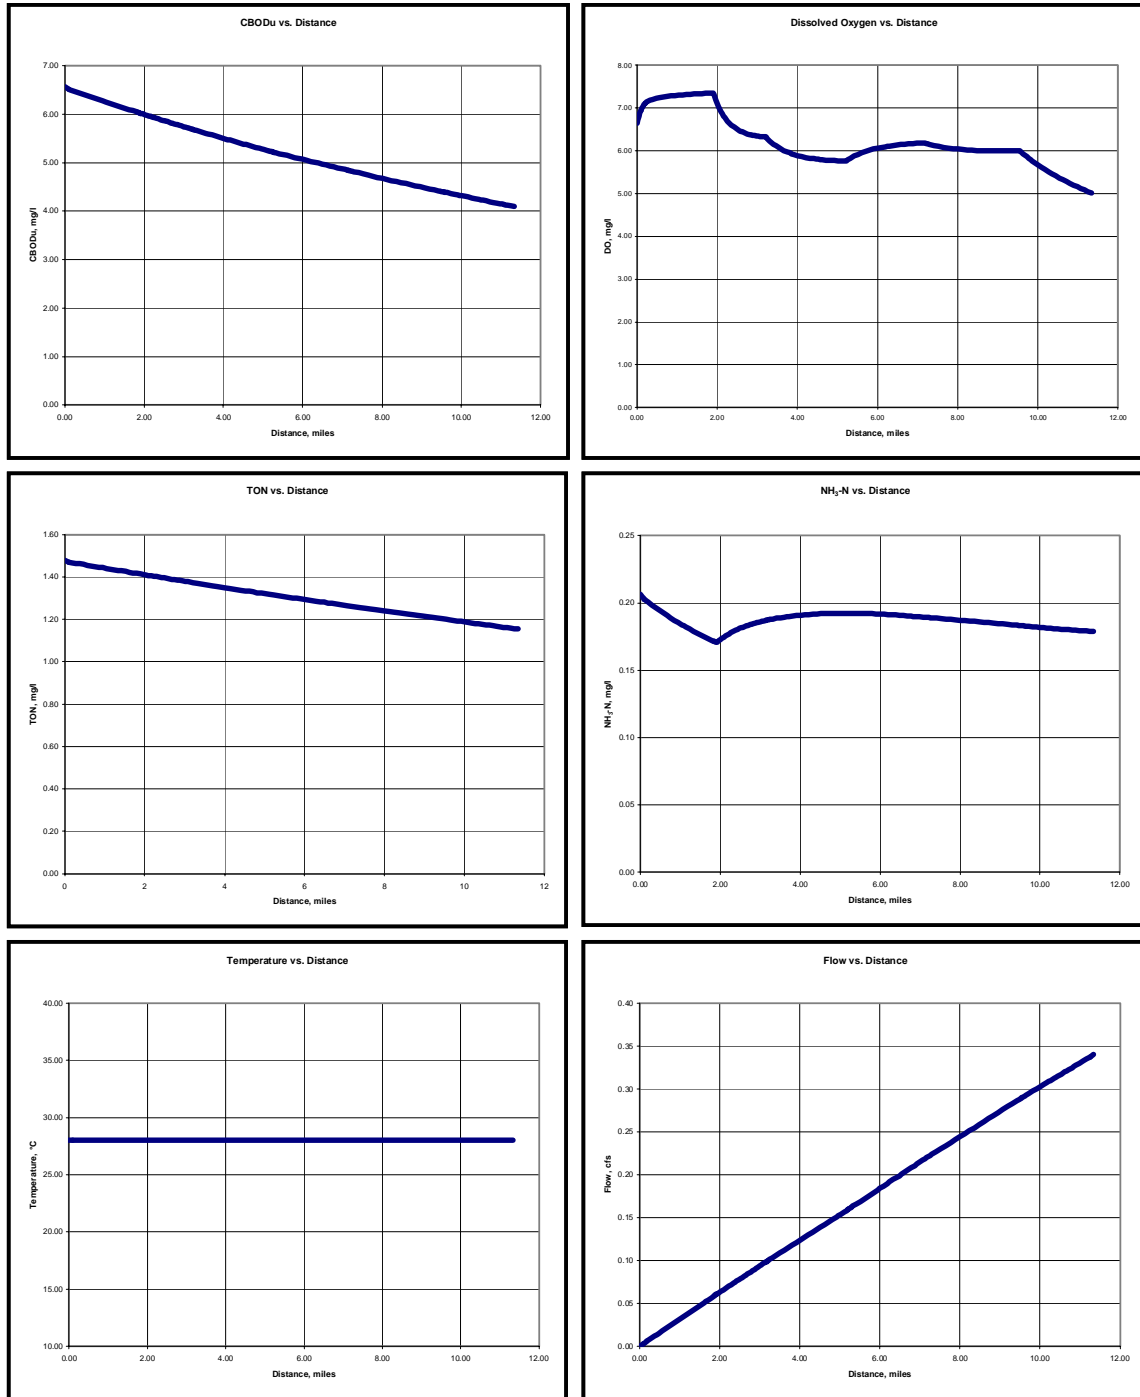 CBODu vs. Distance
7.00
6.00
5.00
4.00
3.00
2.00
1.00
0.00
CBODu, mg/l
0.00 2.00 4.00 6.00 8.00 10.00 12.00
Distance, miles
Dissolved Oxygen vs. Distance
8.00
7.00
6.00
5.00
4.00
3.00
2.00
1.00
0.00
DO, mg/l
0.00 2.00 4.00 6.00 8.00 10.00 12.00
Distance, miles
TON vs. Distance
1.60
1.40
1.20
1.00
0.80
0.60
0.40
0.20
0.00
TON, mg/l
0 2 4 6 8 10 12
Distance, miles
NH3-N vs. Distance
0.25
0.20
0.15
0.10
0.05
0.00
NH3-N, mg/l
0.00 2.00 4.00 6.00 8.00 10.00 12.00
Distance, miles
Temperature vs. Distance
40.00
35.00
30.00
25.00
20.00
15.00
10.00
Temperature, °C
0.00 2.00 4.00 6.00 8.00 10.00 12.00
Distance, miles
Flow vs. Distance
0.40
0.35
0.30
0.25
0.20
0.15
0.10
0.05
0.00
Flow, cfs
0.00 2.00 4.00 6.00 8.00 10.00 12.00
Distance, miles